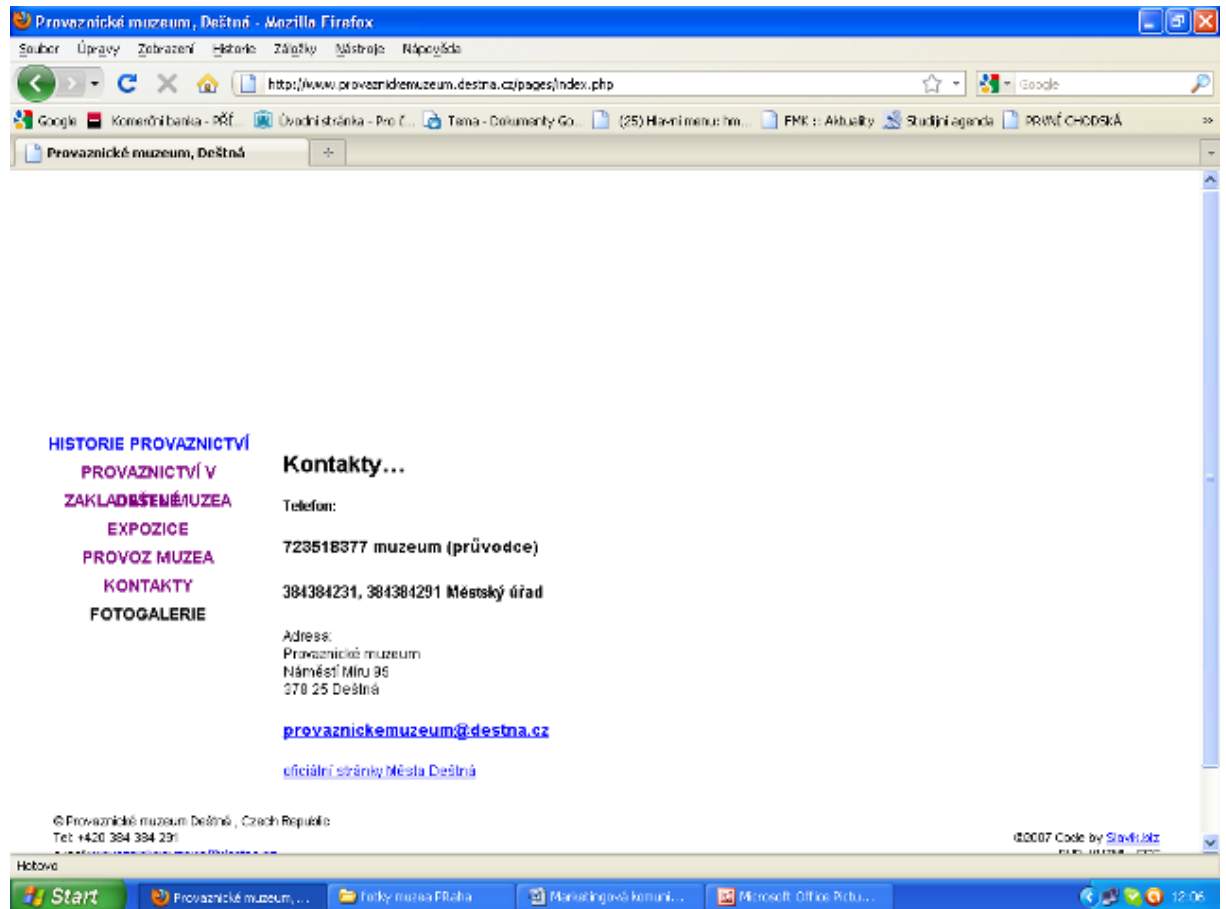 Provaznické muzeum, Deštná - Mozilla Firefox
Soubor Úpravy Zobrazení Historie Záložky Nástroje Nápověda
http://www.provaznickemuzeum.destna.cz/pages/index.php Google
Google Komerční banka - PŘÍ... Úvodní stránka - Pro č... Tema - Dokumenty Go... (25) Hlavní menu: hm... FMK :: Aktuality Studijní agenda PRVNÍ CHODSKÁ »
Provaznické muzeum, Deštná
HISTORIE PROVAZNICTVÍ
PROVAZNICTVÍ V
DEŠTNÉ
ZAKLADATELÉ MUZEA
EXPOZICE
PROVOZ MUZEA
KONTAKTY
FOTOGALERIE
Kontakty...
Telefon:
723518377 muzeum (průvodce)
384384231, 384384291 Městský úřad
Adresa:
Provaznické muzeum
Náměstí Míru 95
378 25 Deštná
provaznickemuzeum@destna.cz
oficiální stránky Města Deštná
© Provaznické muzeum Deštná , Czech Republic
Tel: +420 384 384 291
©2007 Code by Slavik.biz
Hotovo
Start Provaznické muzeum, ... fotky muzea PRaha Marketingová komuni... Microsoft Office Pictu... 12:06